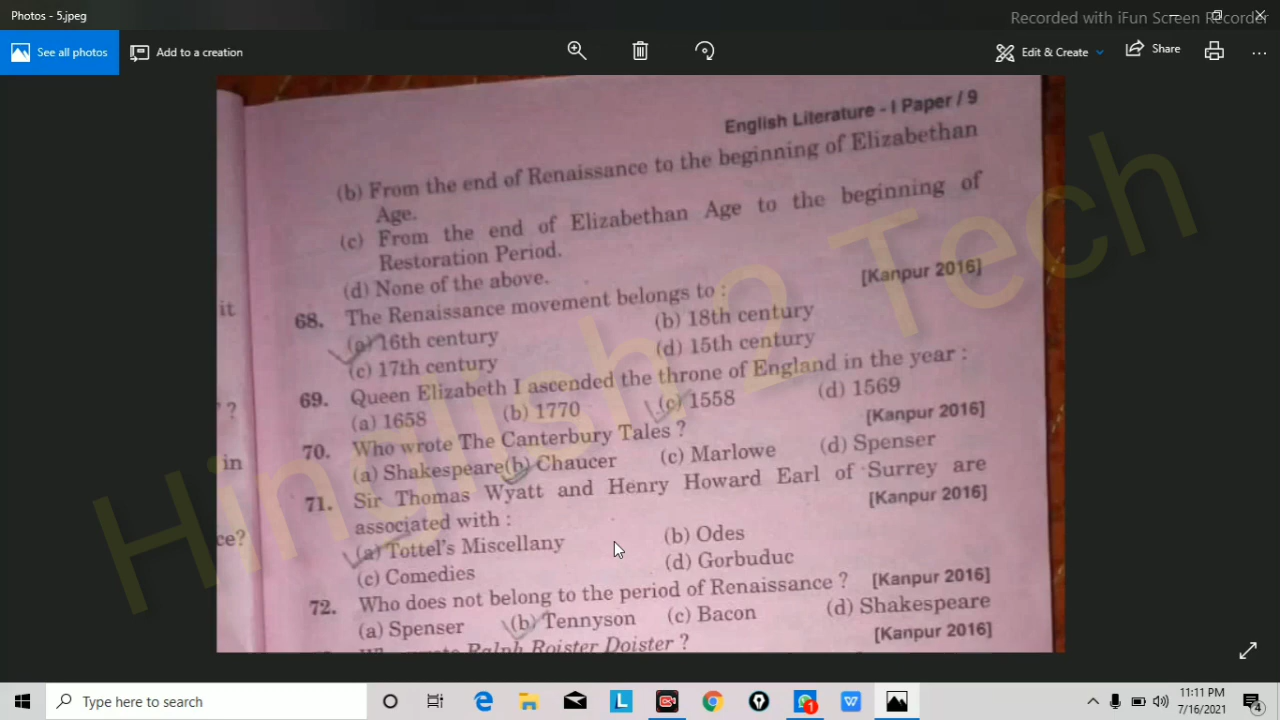 Photos - 5.jpeg
Recorded with iFun Screen Recorder
See all photos
Add to a creation
Edit & Create
Share
English Literature - I Paper / 9
(b) From the end of Renaissance to the beginning of Elizabethan
Age.
(c) From the end of Elizabethan Age to the beginning of
Restoration Period.
(d) None of the above.
[Kanpur 2016]
it
68. The Renaissance movement belongs to :
(a) 16th century (b) 18th century
(c) 17th century (d) 15th century
69. Queen Elizabeth I ascended the throne of England in the year :
(a) 1658 (b) 1770 (c) 1558 (d) 1569
' ?
[Kanpur 2016]
70. Who wrote The Canterbury Tales ?
(a) Shakespeare (b) Chaucer (c) Marlowe (d) Spenser
in
71. Sir Thomas Wyatt and Henry Howard Earl of Surrey are
associated with :
[Kanpur 2016]
ce?
(a) Tottel's Miscellany (b) Odes
(c) Comedies (d) Gorbuduc
72. Who does not belong to the period of Renaissance ? [Kanpur 2016]
(a) Spenser (b) Tennyson (c) Bacon (d) Shakespeare
Ralph Roister Doister ?
[Kanpur 2016]
Hinglish 2 Tech
Type here to search
11:11 PM
7/16/2021